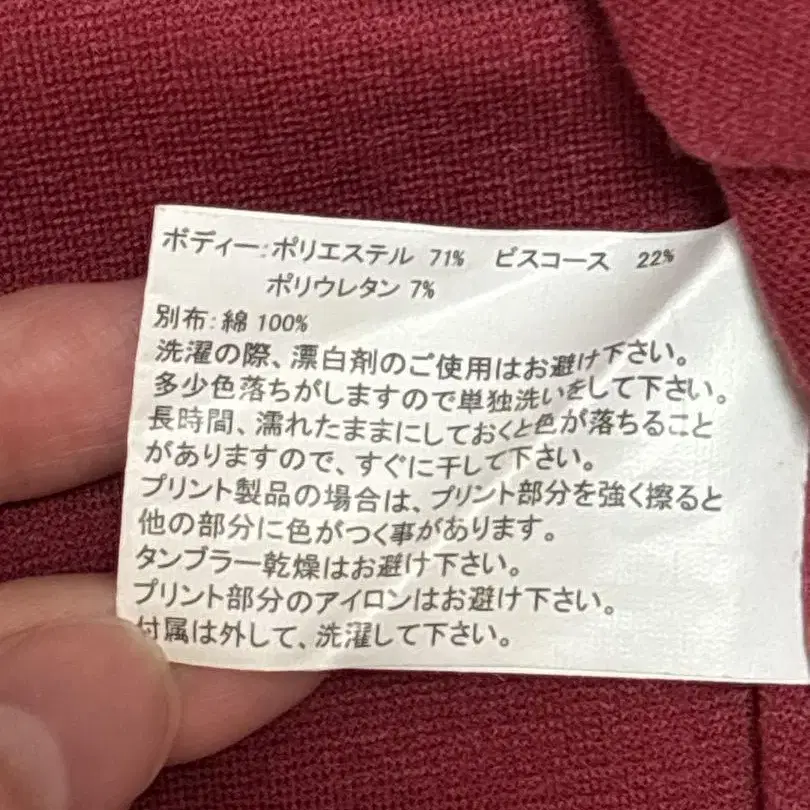 ボディー:ポリエステル 71% ビスコース 22%
ポリウレタン 7%
別布:綿 100%
洗濯の際、漂白剤のご使用はお避け下さい。
多少色落ちがしますので単独洗いをして下さい。
長時間、濡れたままにしておくと色が落ちること
がありますので、すぐに干して下さい。
プリント製品の場合は、プリント部分を強く擦ると
他の部分に色がつく事があります。
タンブラー乾燥はお避け下さい。
プリント部分のアイロンはお避け下さい。
付属は外して、洗濯して下さい。